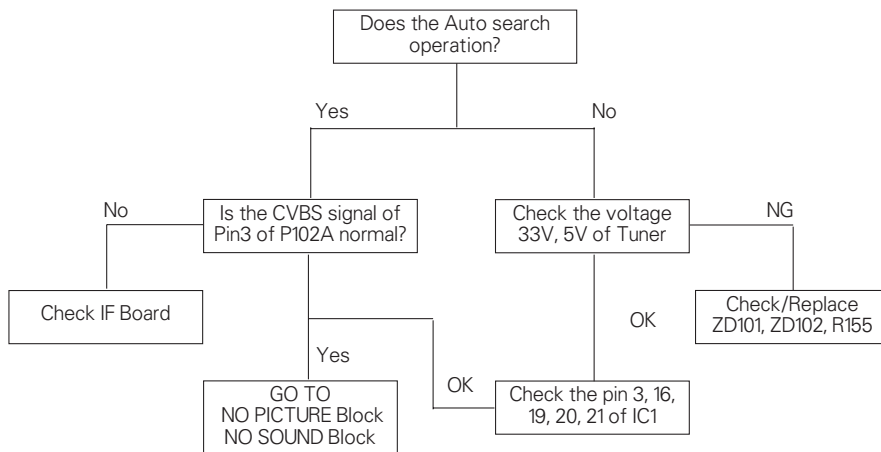 Does the Auto search
operation?
Yes
No
No
Is the CVBS signal of
Pin3 of P102A normal?
Check the voltage
33V, 5V of Tuner
NG
Check IF Board
OK
Check/Replace
ZD101, ZD102, R155
Yes
GO TO
NO PICTURE Block
NO SOUND Block
OK
Check the pin 3, 16,
19, 20, 21 of IC1